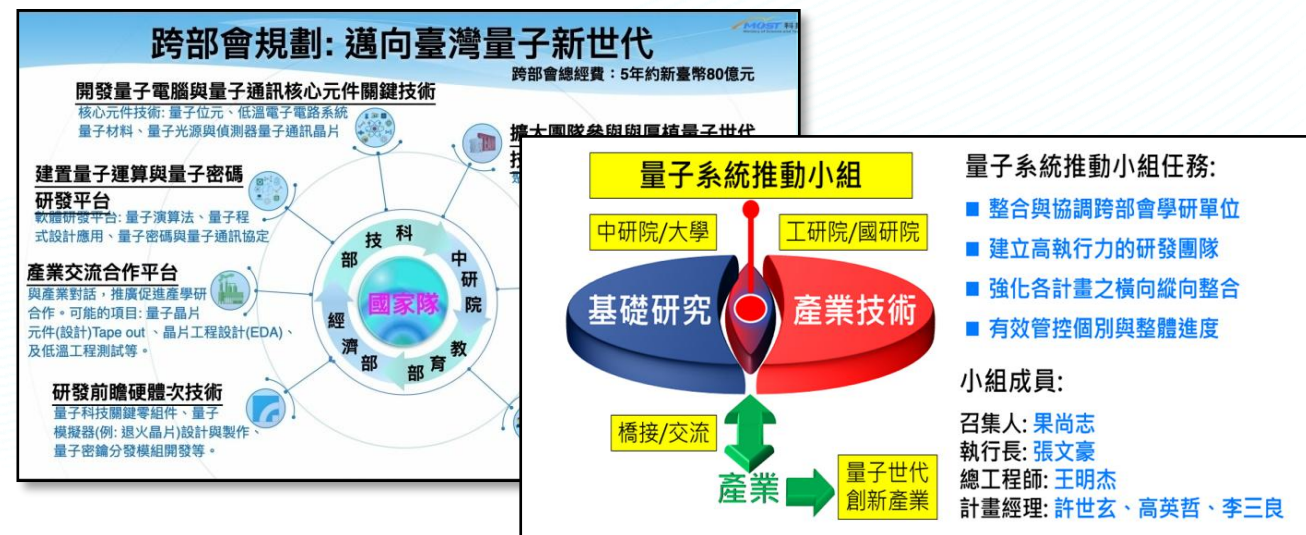 MOST
跨部會規劃: 邁向臺灣量子新世代
跨部會總經費：5年約新臺幣80億元
開發量子電腦與量子通訊核心元件關鍵技術
核心元件技術: 量子位元、低溫電子電路系統
量子材料、量子光源與偵測器量子通訊晶片
擴大團隊參與與厚植量子世代
建置量子運算與量子密碼
研發平台
軟體研發平台: 量子演算法、量子程
式設計應用、量子密碼與量子通訊協定
產業交流合作平台
與產業對話，推廣促進產學研
合作。可能的項目: 量子晶片
元件(設計)Tape out 、晶片工程設計(EDA)、
及低溫工程測試等。
研發前瞻硬體-次技術
量子科技關鍵零組件、量子
模擬器(例: 退火晶片)設計與製作、
量子密鑰分發模組開發等。
科技部
中研院
教育部
經濟部
國家隊
量子系統推動小組
中研院/大學
工研院/國研院
基礎研究
產業技術
橋接/交流
產業
量子世代
創新產業
量子系統推動小組任務:
■ 整合與協調跨部會學研單位
■ 建立高執行力的研發團隊
■ 強化各計畫之橫向縱向整合
■ 有效管控個別與整體進度
小組成員:
召集人: 果尚志
執行長: 張文豪
總工程師: 王明杰
計畫經理: 許世玄、高英哲、李三良